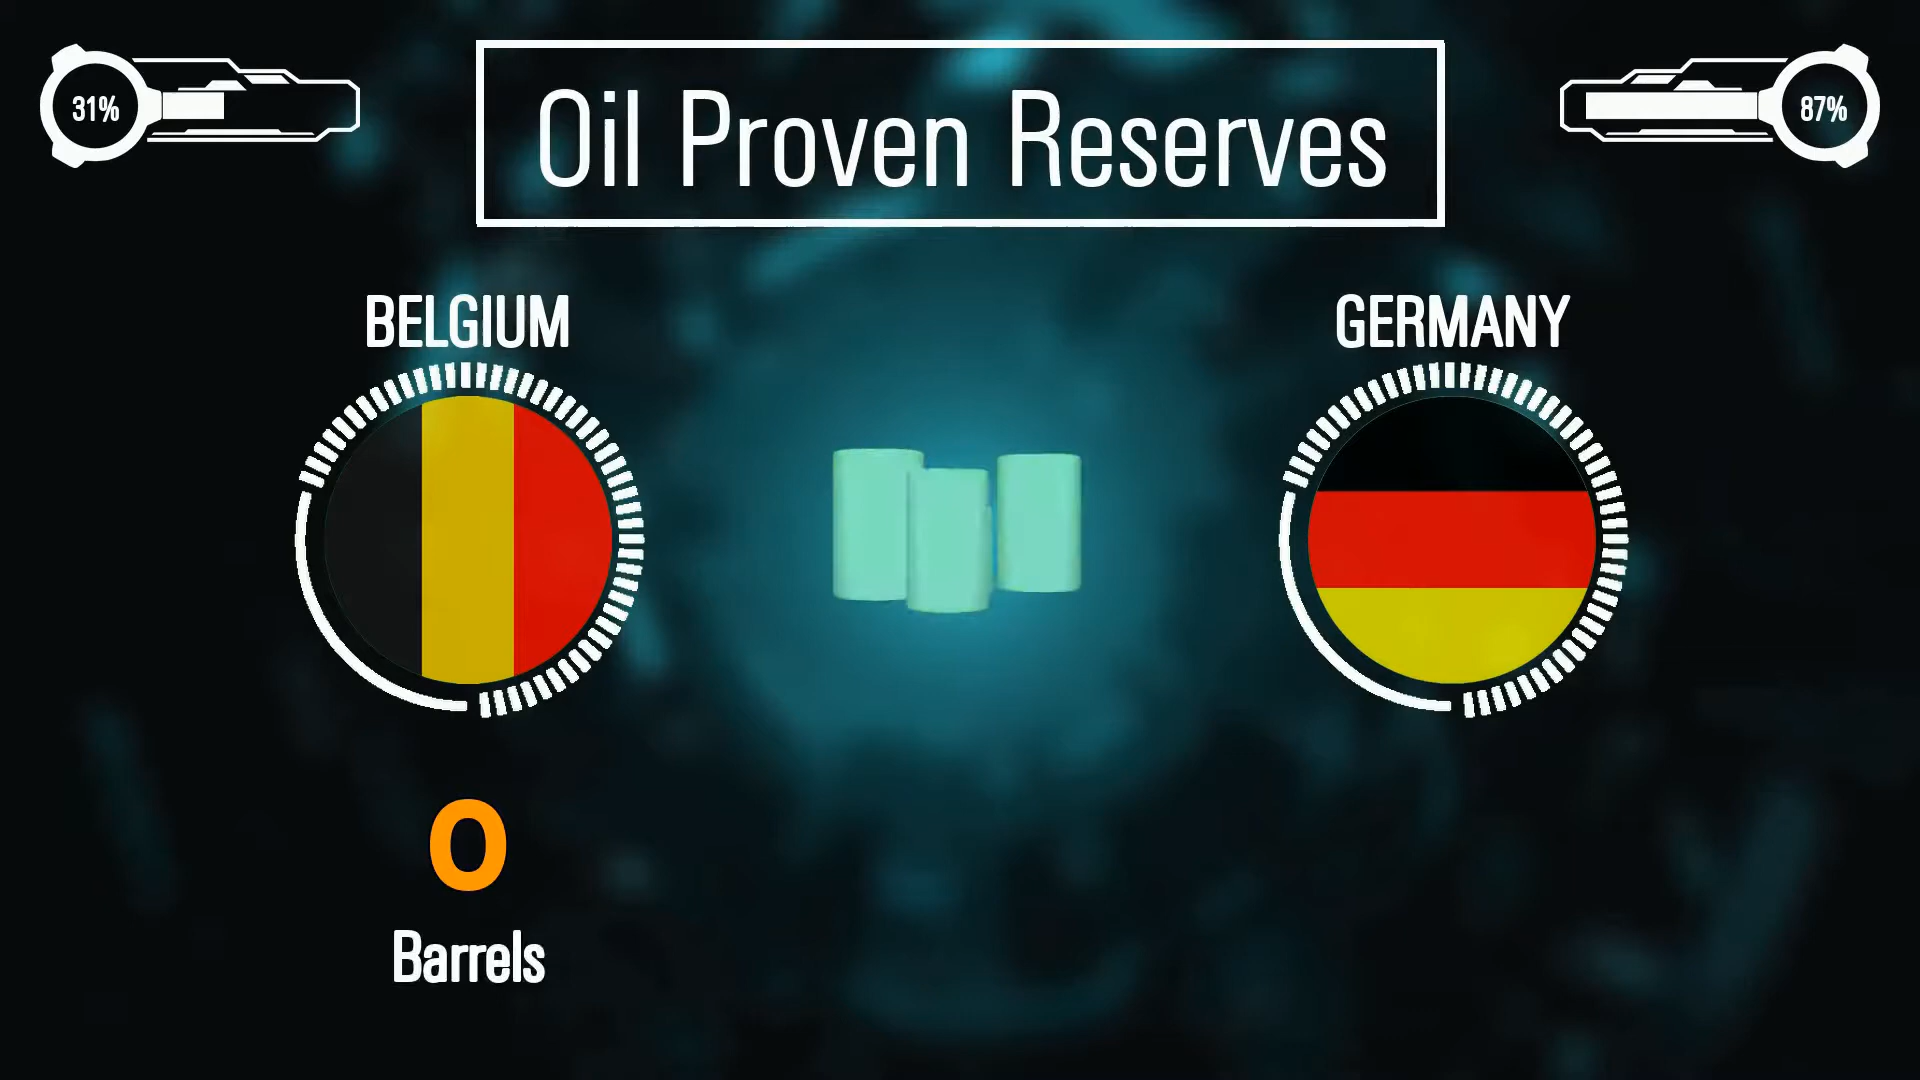 31%
Oil Proven Reserves
87%
BELGIUM
GERMANY
0
Barrels